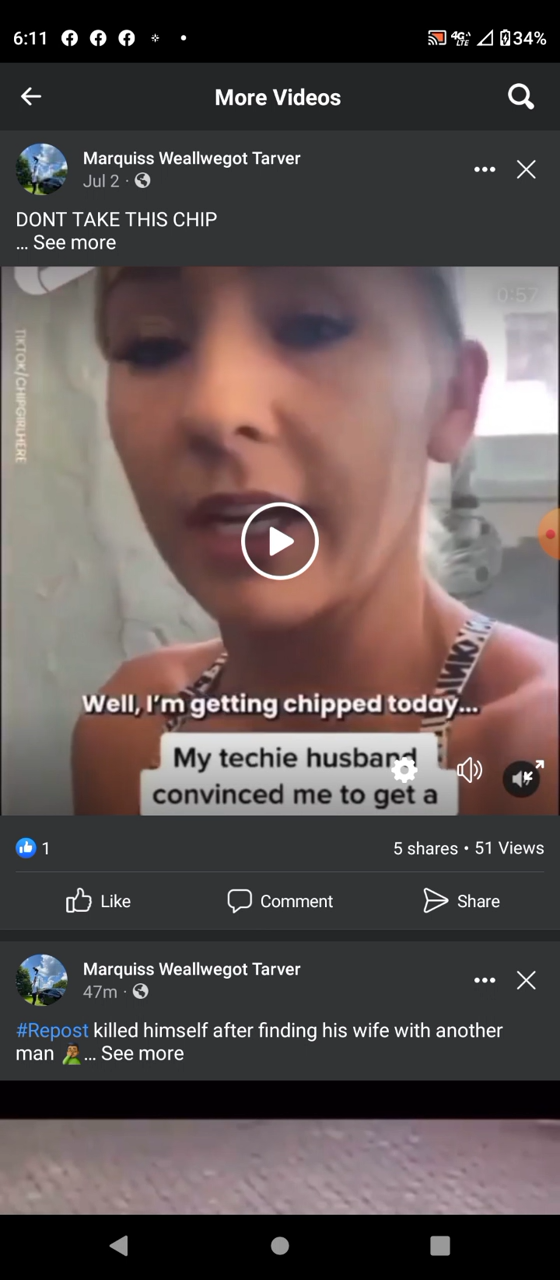 6:11
4G LTE
34%
More Videos
Marquiss Weallwegot Tarver
Jul 2 ·
DONT TAKE THIS CHIP
... See more
0:57
TIKTOK/CHIPGIRLHERE
Well, I'm getting chipped today...
My techie husband
convinced me to get a
1
5 shares • 51 Views
Like
Comment
Share
Marquiss Weallwegot Tarver
47m ·
#Repost killed himself after finding his wife with another
man 🤦... See more